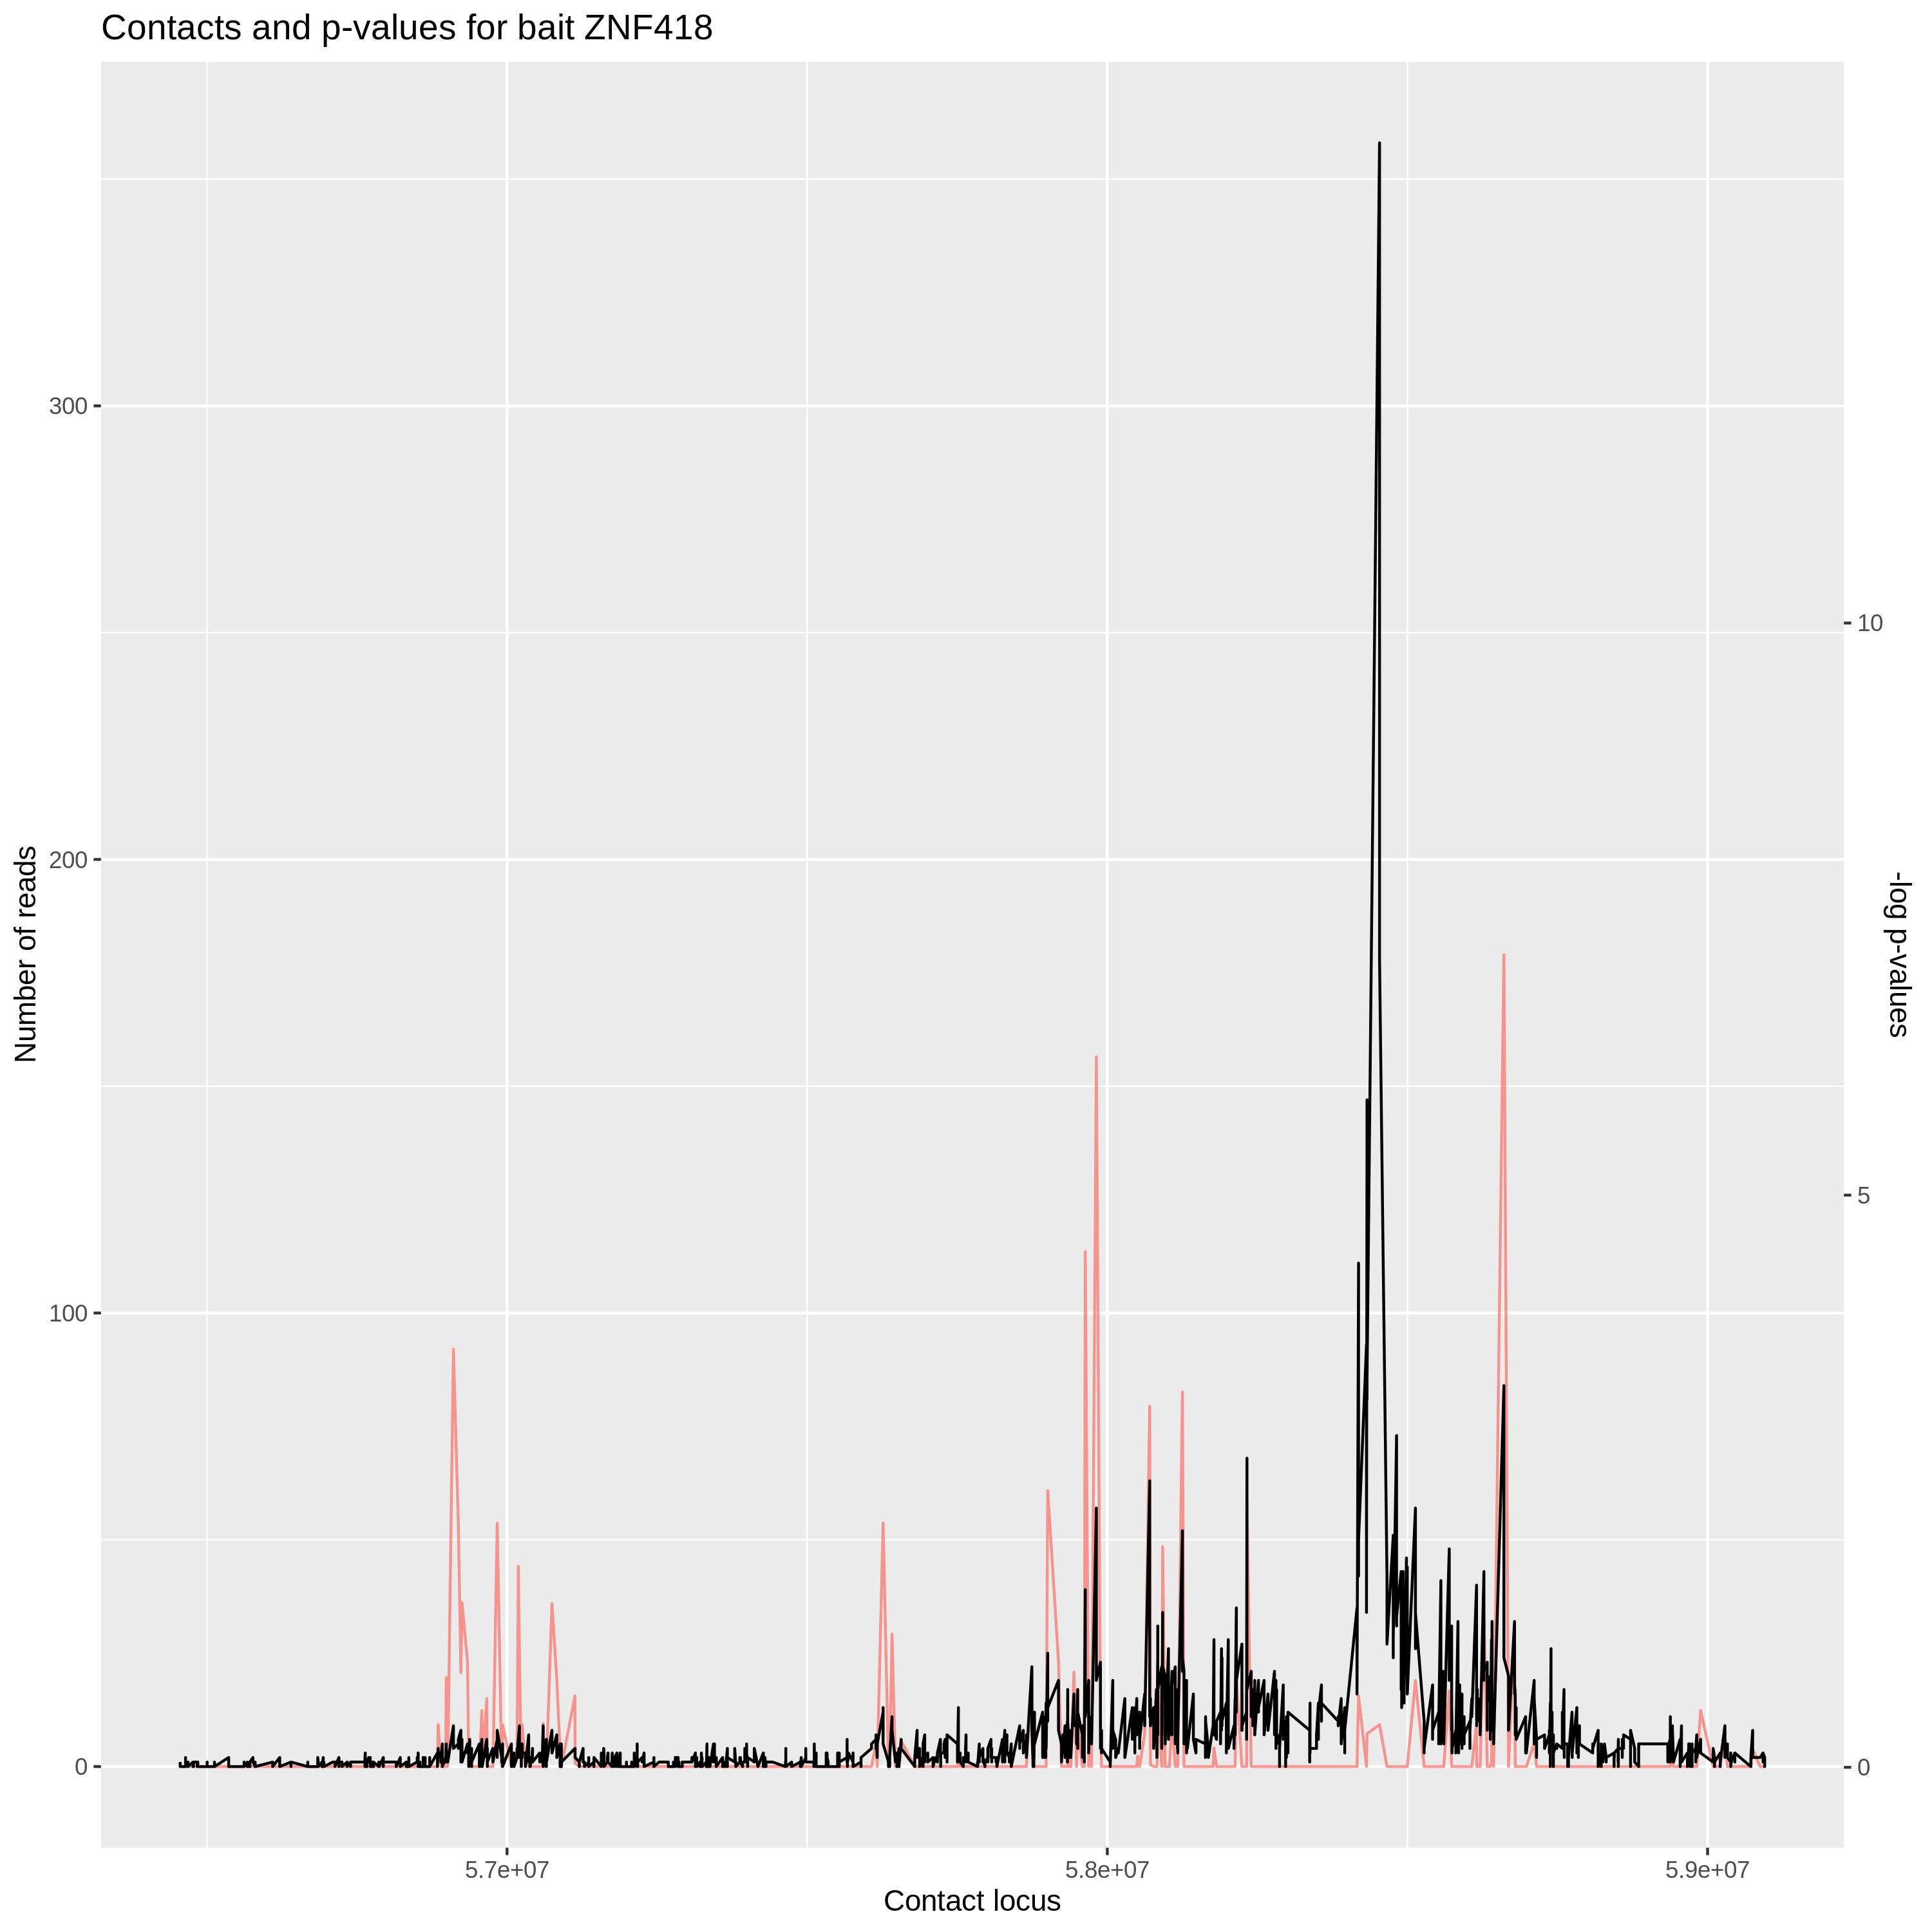 Contacts and p-values for bait ZNF418
300
200
100
0
10
5
0
Number of reads
-log p-values
5.7e+07
5.8e+07
5.9e+07
Contact locus